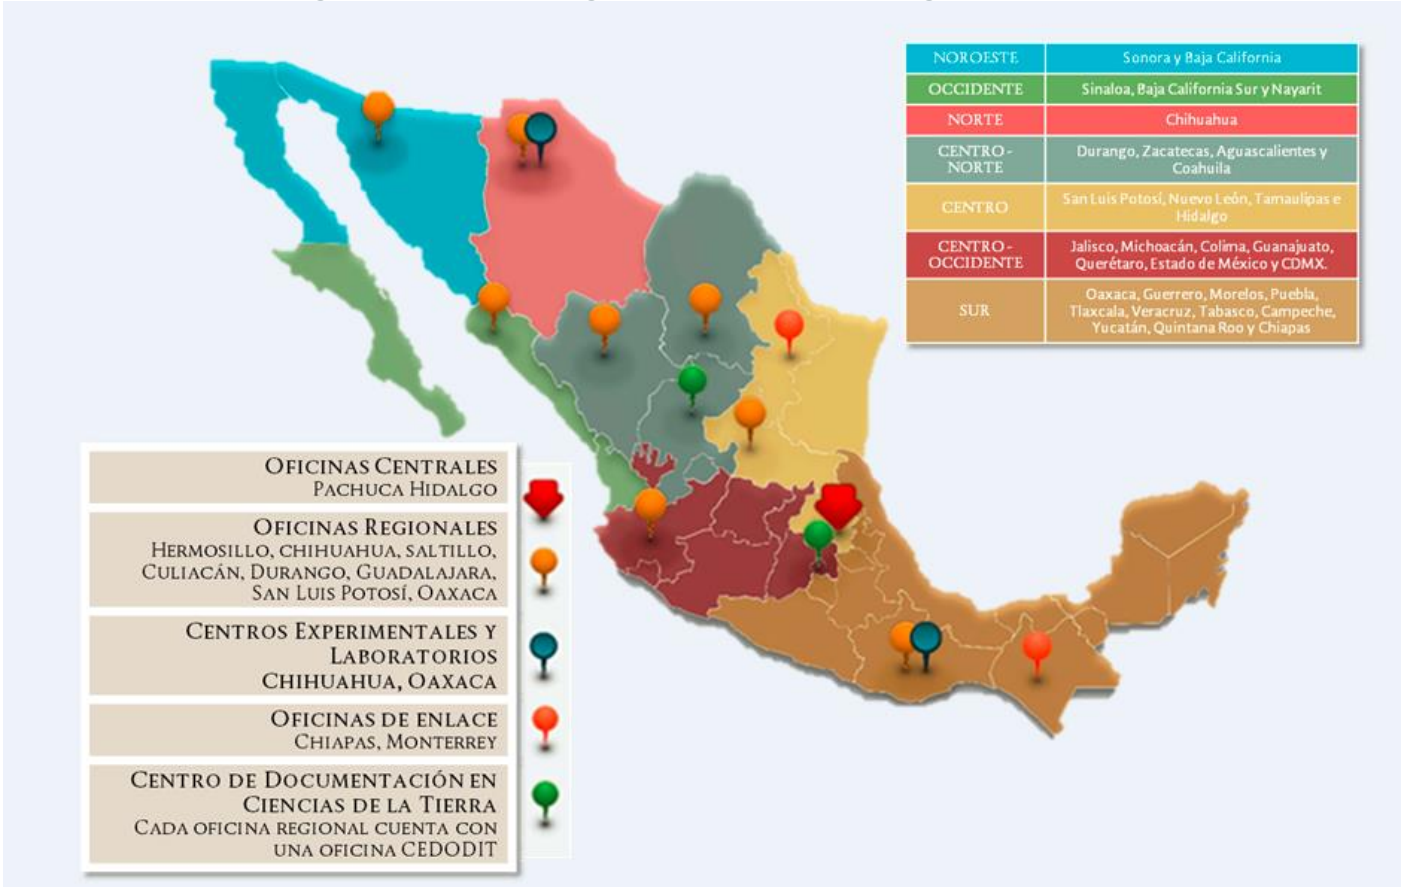 NOROESTE
Sonora y Baja California
OCCIDENTE
Sinaloa, Baja California Sur y Nayarit
NORTE
Chihuahua
CENTRO-
NORTE
Durango, Zacatecas, Aguascalientes y
Coahuila
CENTRO
San Luis Potosí, Nuevo León, Tamaulipas e
Hidalgo
CENTRO-
OCCIDENTE
Jalisco, Michoacán, Colima, Guanajuato,
Querétaro, Estado de México y CDMX.
SUR
Oaxaca, Guerrero, Morelos, Puebla,
Tlaxcala, Veracruz, Tabasco, Campeche,
Yucatán, Quintana Roo y Chiapas
OFICINAS CENTRALES
PACHUCA HIDALGO
OFICINAS REGIONALES
HERMOSILLO, CHIHUAHUA, SALTILLO,
CULIACÁN, DURANGO, GUADALAJARA,
SAN LUIS POTOSÍ, OAXACA
CENTROS EXPERIMENTALES Y
LABORATORIOS
CHIHUAHUA, OAXACA
OFICINAS DE ENLACE
CHIAPAS, MONTERREY
CENTRO DE DOCUMENTACIÓN EN
CIENCIAS DE LA TIERRA
CADA OFICINA REGIONAL CUENTA CON
UNA OFICINA CEDODIT